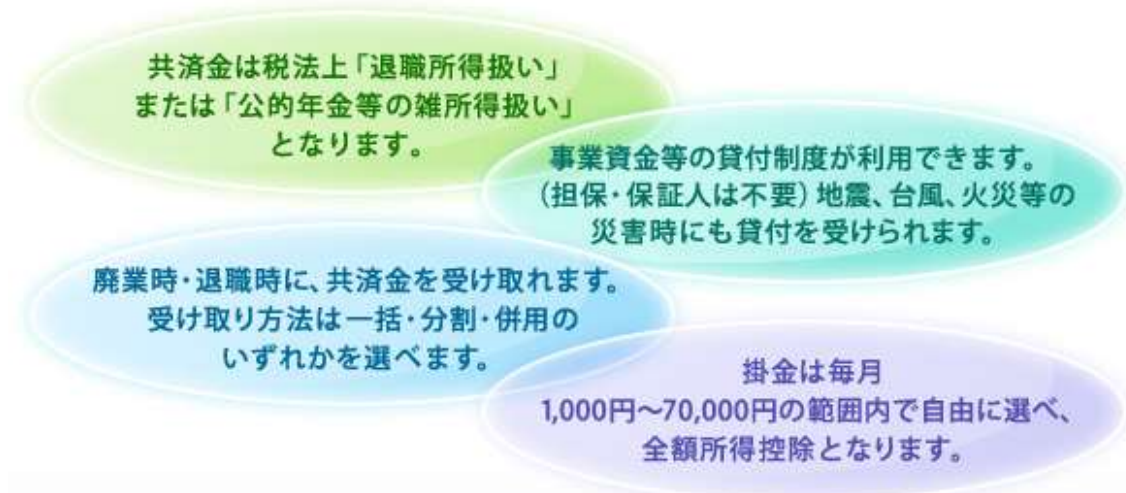 共済金は税法上「退職所得扱い」
または「公的年金等の雑所得扱い」
となります。
事業資金等の貸付制度が利用できます。
(担保・保証人は不要)地震、台風、火災等の
災害時にも貸付を受けられます。
廃業時・退職時に、共済金を受け取れます。
受け取り方法は一括・分割・併用の
いずれかを選べます。
掛金は毎月
1,000円～70,000円の範囲内で自由に選べ、
全額所得控除となります。